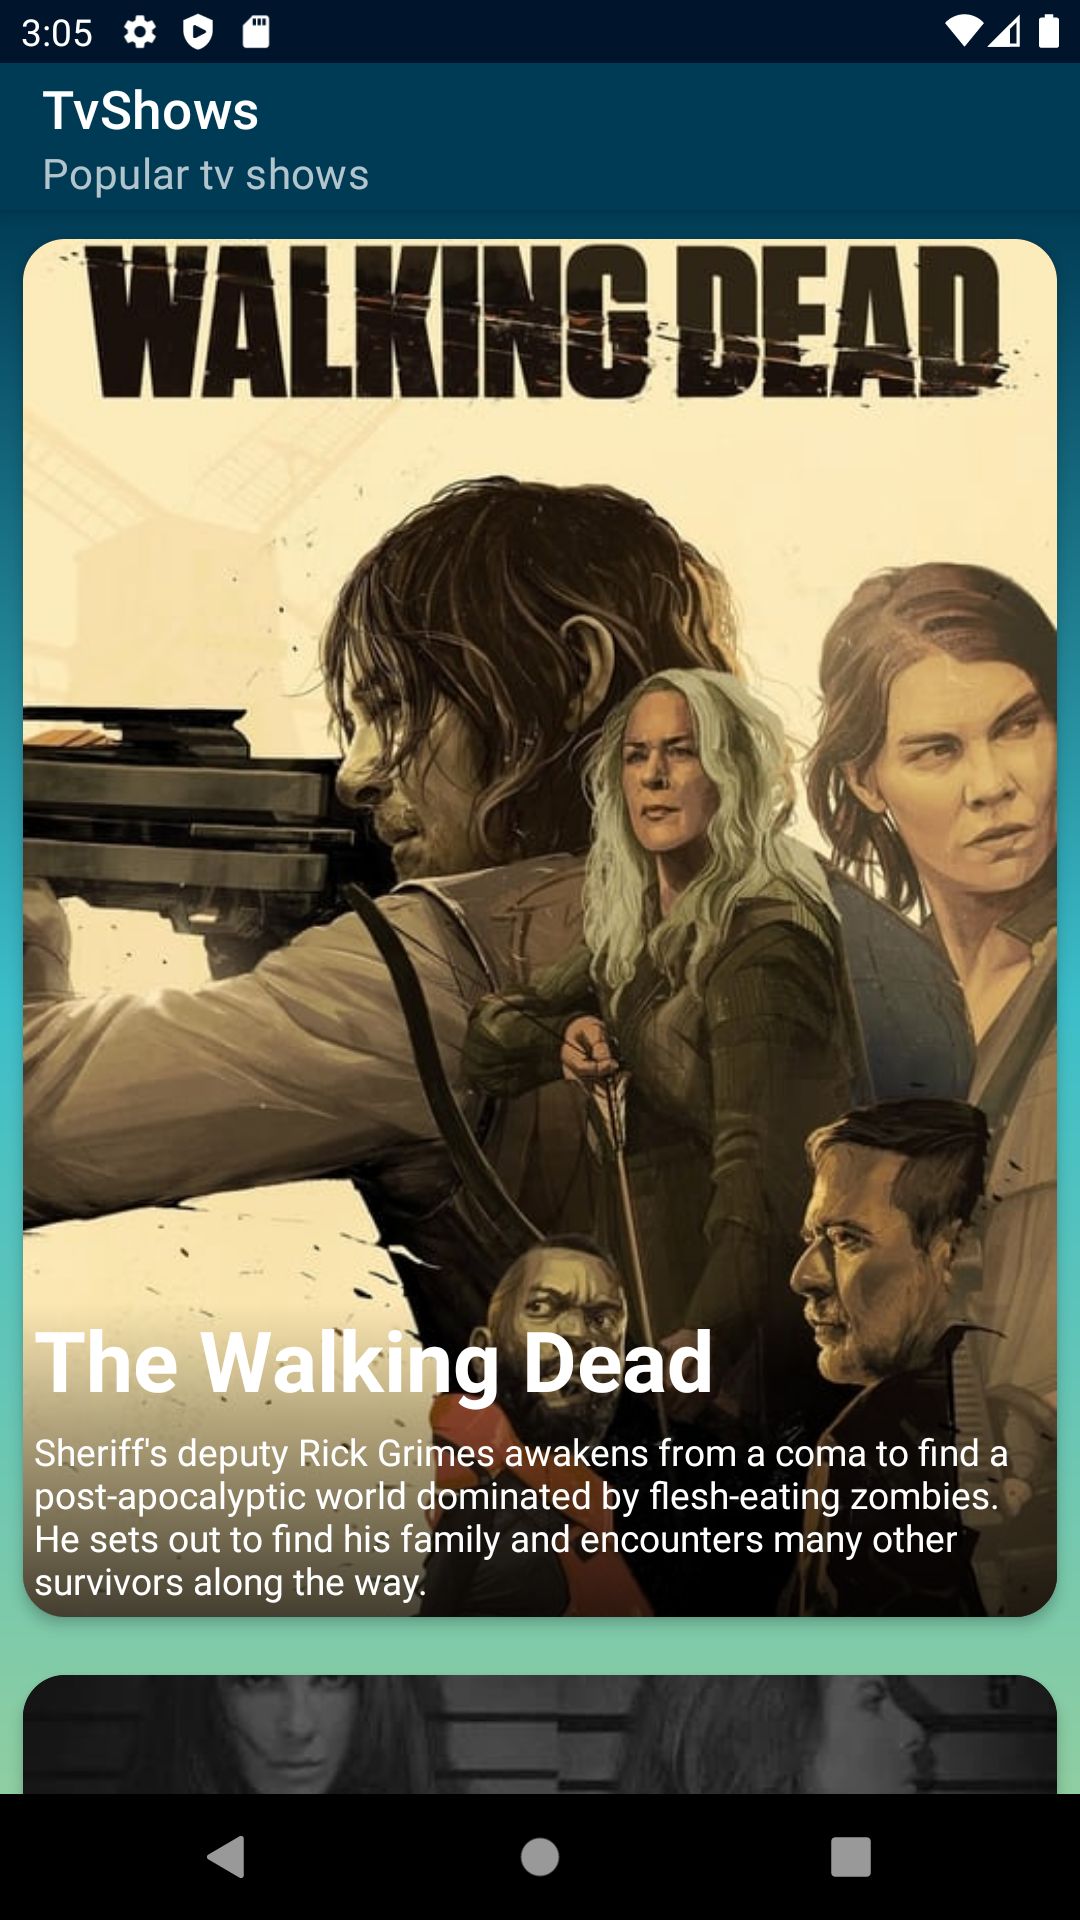 3:05
TvShows
Popular tv shows
WALKING DEAD
The Walking Dead
Sheriff's deputy Rick Grimes awakens from a coma to find a
post-apocalyptic world dominated by flesh-eating zombies.
He sets out to find his family and encounters many other
survivors along the way.